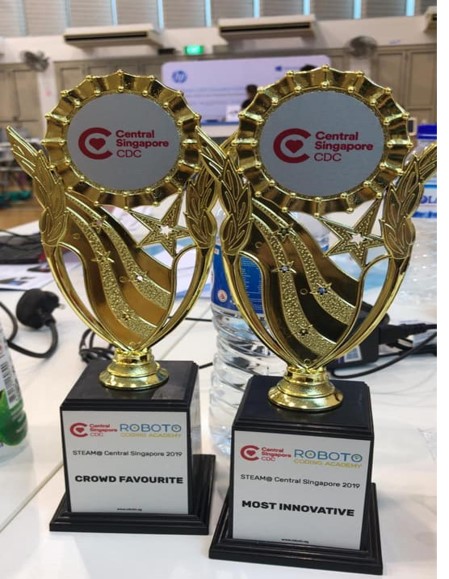 Central
Singapore
CDC
Central
Singapore
CDC
hp
Central
Singapore
CDC
ROBOTO
CODING ACADEMY
STEAM@ Central Singapore 2019
CROWD FAVOURITE
Central
Singapore
CDC
ROBOTO
CODING ACADEMY
STEAM@ Central Singapore 2019
MOST INNOVATIVE